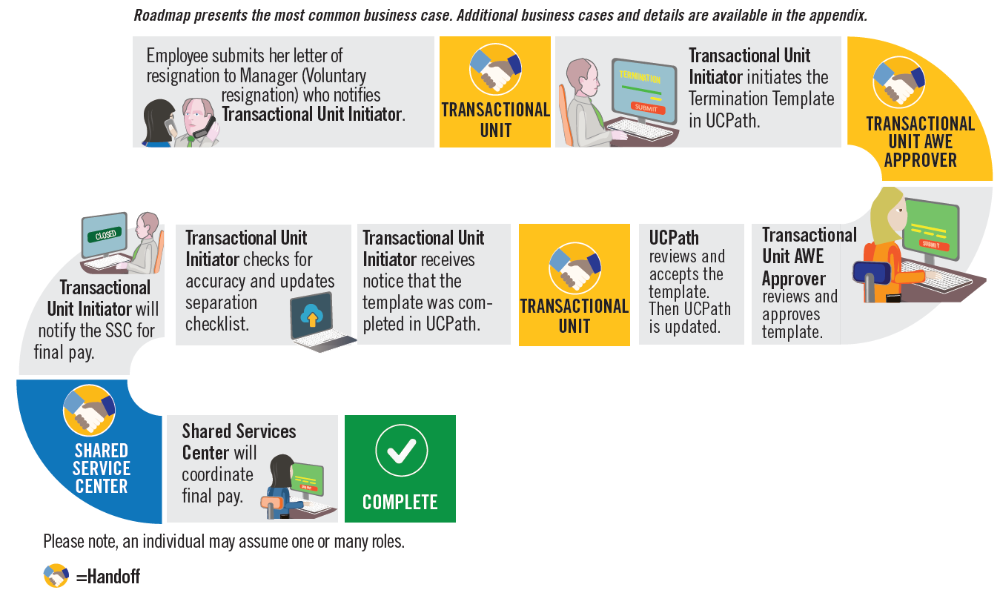 Roadmap presents the most common business case. Additional business cases and details are available in the appendix.
Employee submits her letter of
resignation to Manager (Voluntary
resignation) who notifies
Transactional Unit Initiator.
TRANSACTIONAL
UNIT
TERMINATION
SUBMIT
Transactional Unit
Initiator initiates the
Termination Template
in UCPath.
TRANSACTIONAL
UNIT AWE
APPROVER
SUBMIT
Transactional
Unit AWE
Approver
reviews and
approves
template.
UCPath
reviews and
accepts the
template.
Then UCPath
is updated.
TRANSACTIONAL
UNIT
Transactional Unit
Initiator receives
notice that the
template was com-
pleted in UCPath.
Transactional Unit
Initiator checks for
accuracy and updates
separation
checklist.
CLOSED
Transactional
Unit Initiator will
notify the SSC for
final pay.
SHARED
SERVICE
CENTER
Shared Services
Center will
coordinate
final pay.
SUBMIT
COMPLETE
Please note, an individual may assume one or many roles.
=Handoff